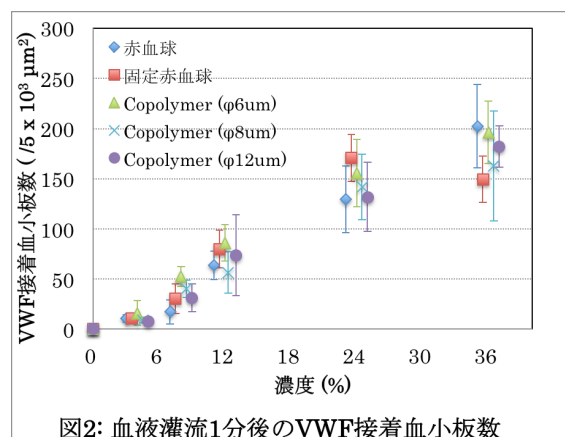 300
250
200
150
100
50
0
VWF接着血小板数 (/5 x 10³ μm²)
赤血球
固定赤血球
Copolymer (φ6um)
Copolymer (φ8um)
Copolymer (φ12um)
0 6 12 18 24 30 36
濃度 (%)
図2: 血液灌流1分後のVWF接着血小板数